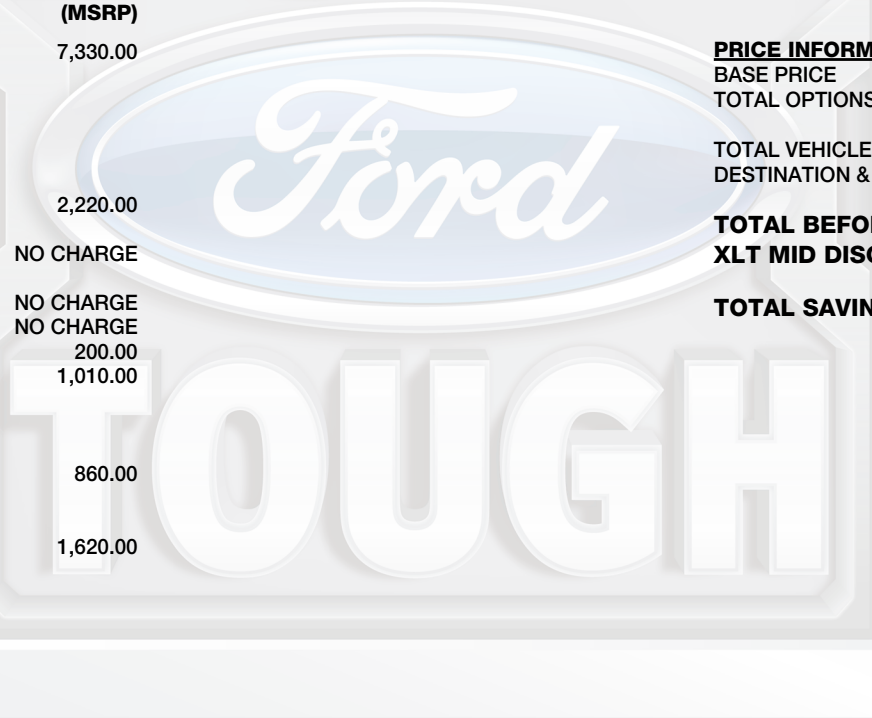 (MSRP)
7,330.00
2,220.00
NO CHARGE
NO CHARGE
NO CHARGE
200.00
1,010.00
860.00
1,620.00
PRICE INFORM
BASE PRICE
TOTAL OPTIONS
TOTAL VEHICLE
DESTINATION &
TOTAL BEFO
XLT MID DISC
TOTAL SAVIN
Ford
TOUGH